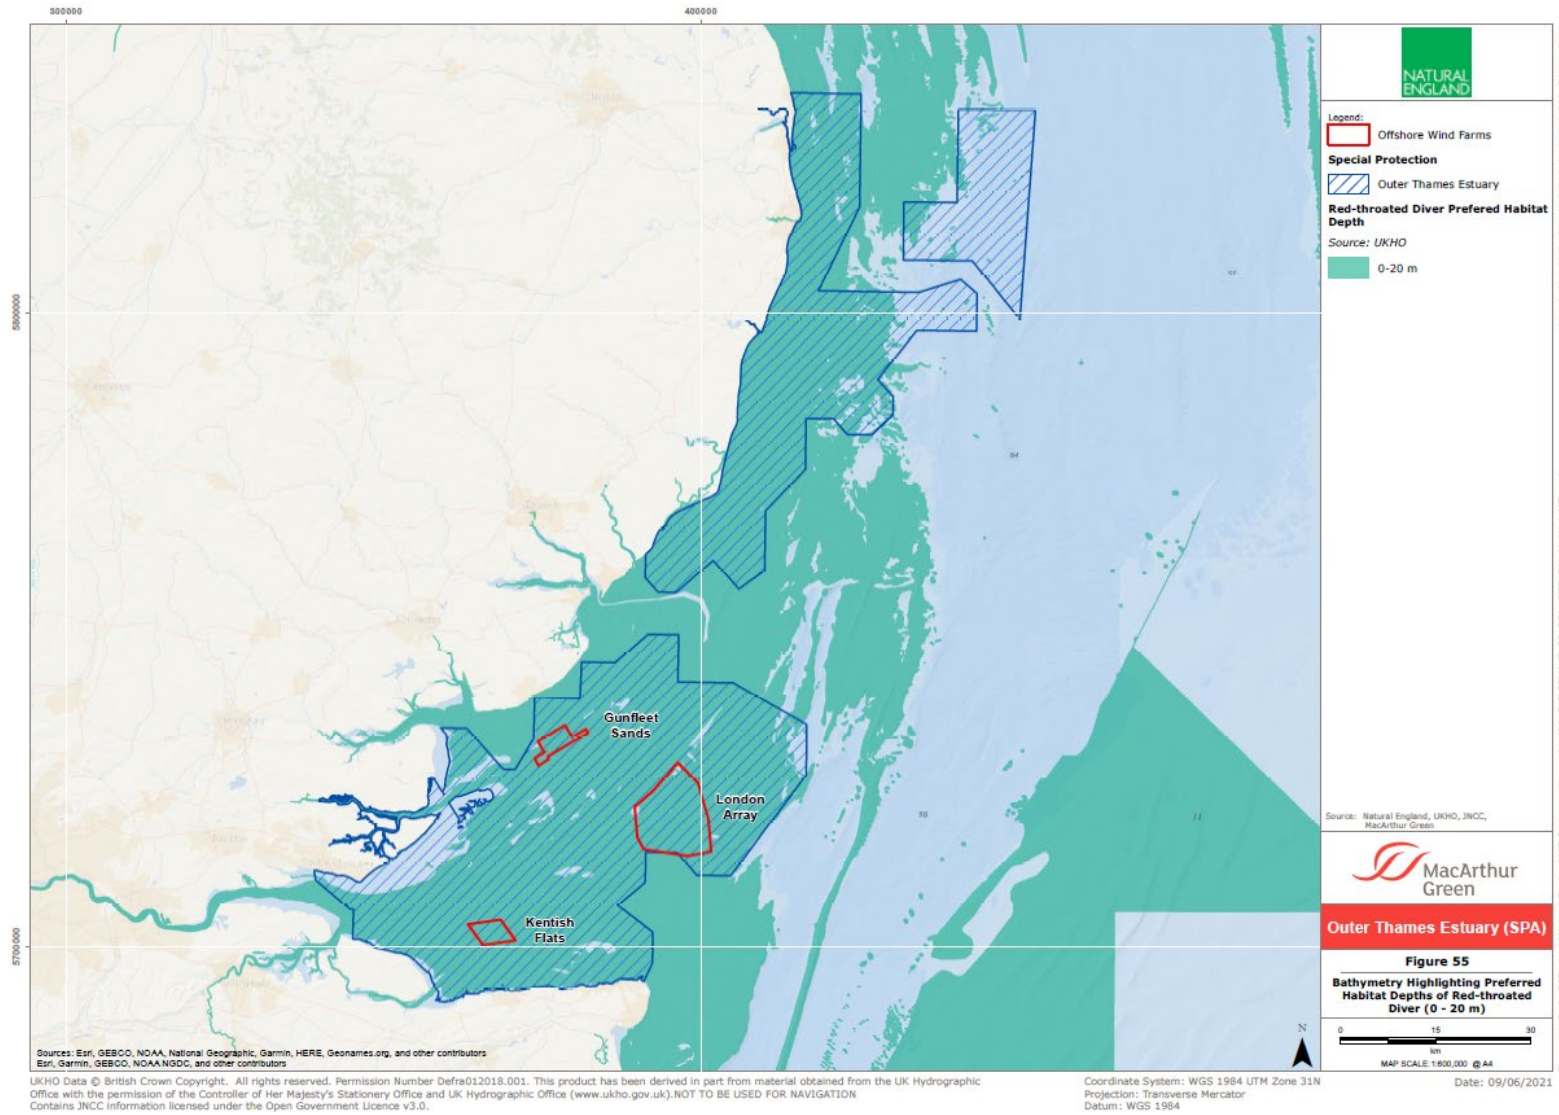 300000
400000
5800000
5700000
Gunfleet
Sands
London
Array
Kentish
Flats
11
NATURAL
ENGLAND
Legend:
Offshore Wind Farms
Special Protection
Outer Thames Estuary
Red-throated Diver Prefered Habitat
Depth
Source: UKHO
0-20 m
Source: Natural England, UKHO, JNCC,
MacArthur Green
MacArthur
Green
Outer Thames Estuary (SPA)
Figure 55
Bathymetry Highlighting Preferred
Habitat Depths of Red-throated
Diver (0 - 20 m)
0 15 30
km
MAP SCALE 1:600,000 @ A4
N
Sources: Esri, GEBCO, NOAA, National Geographic, Garmin, HERE, Geonames.org, and other contributors
Esri, Garmin, GEBCO, NOAA NGDC, and other contributors
UKHO Data © British Crown Copyright. All rights reserved. Permission Number Defra012018.001. This product has been derived in part from material obtained from the UK Hydrographic
Office with the permission of the Controller of Her Majesty's Stationery Office and UK Hydrographic Office (www.ukho.gov.uk).NOT TO BE USED FOR NAVIGATION
Contains JNCC information licensed under the Open Government Licence v3.0.
Coordinate System: WGS 1984 UTM Zone 31N
Projection: Transverse Mercator
Datum: WGS 1984
Date: 09/06/2021